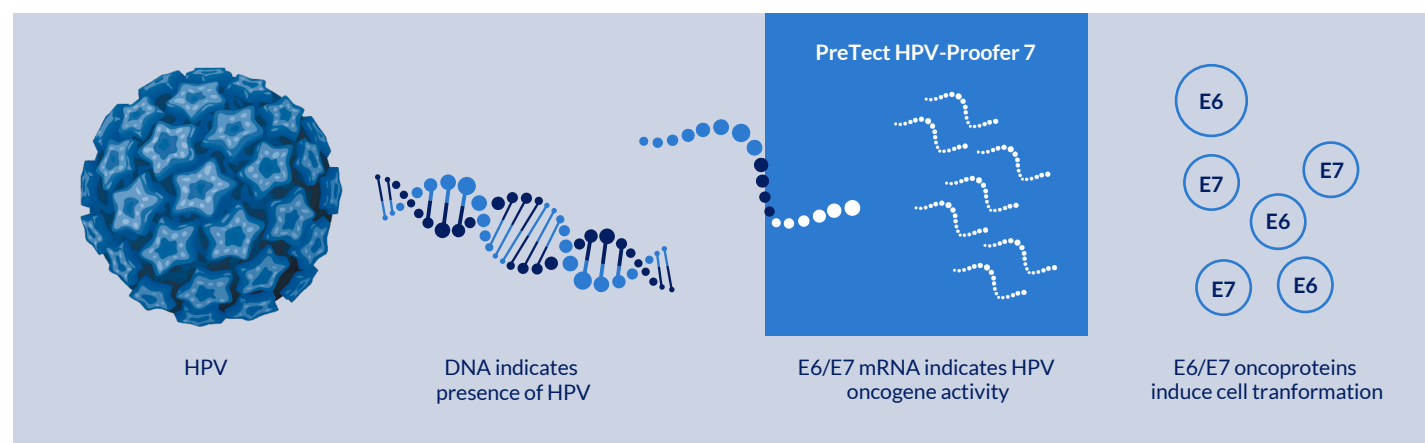 PreTect HPV-Proofer 7
E6
E7
E7
E6
E7
E6
HPV
DNA indicates
presence of HPV
E6/E7 mRNA indicates HPV
oncogene activity
E6/E7 oncoproteins
induce cell tranformation